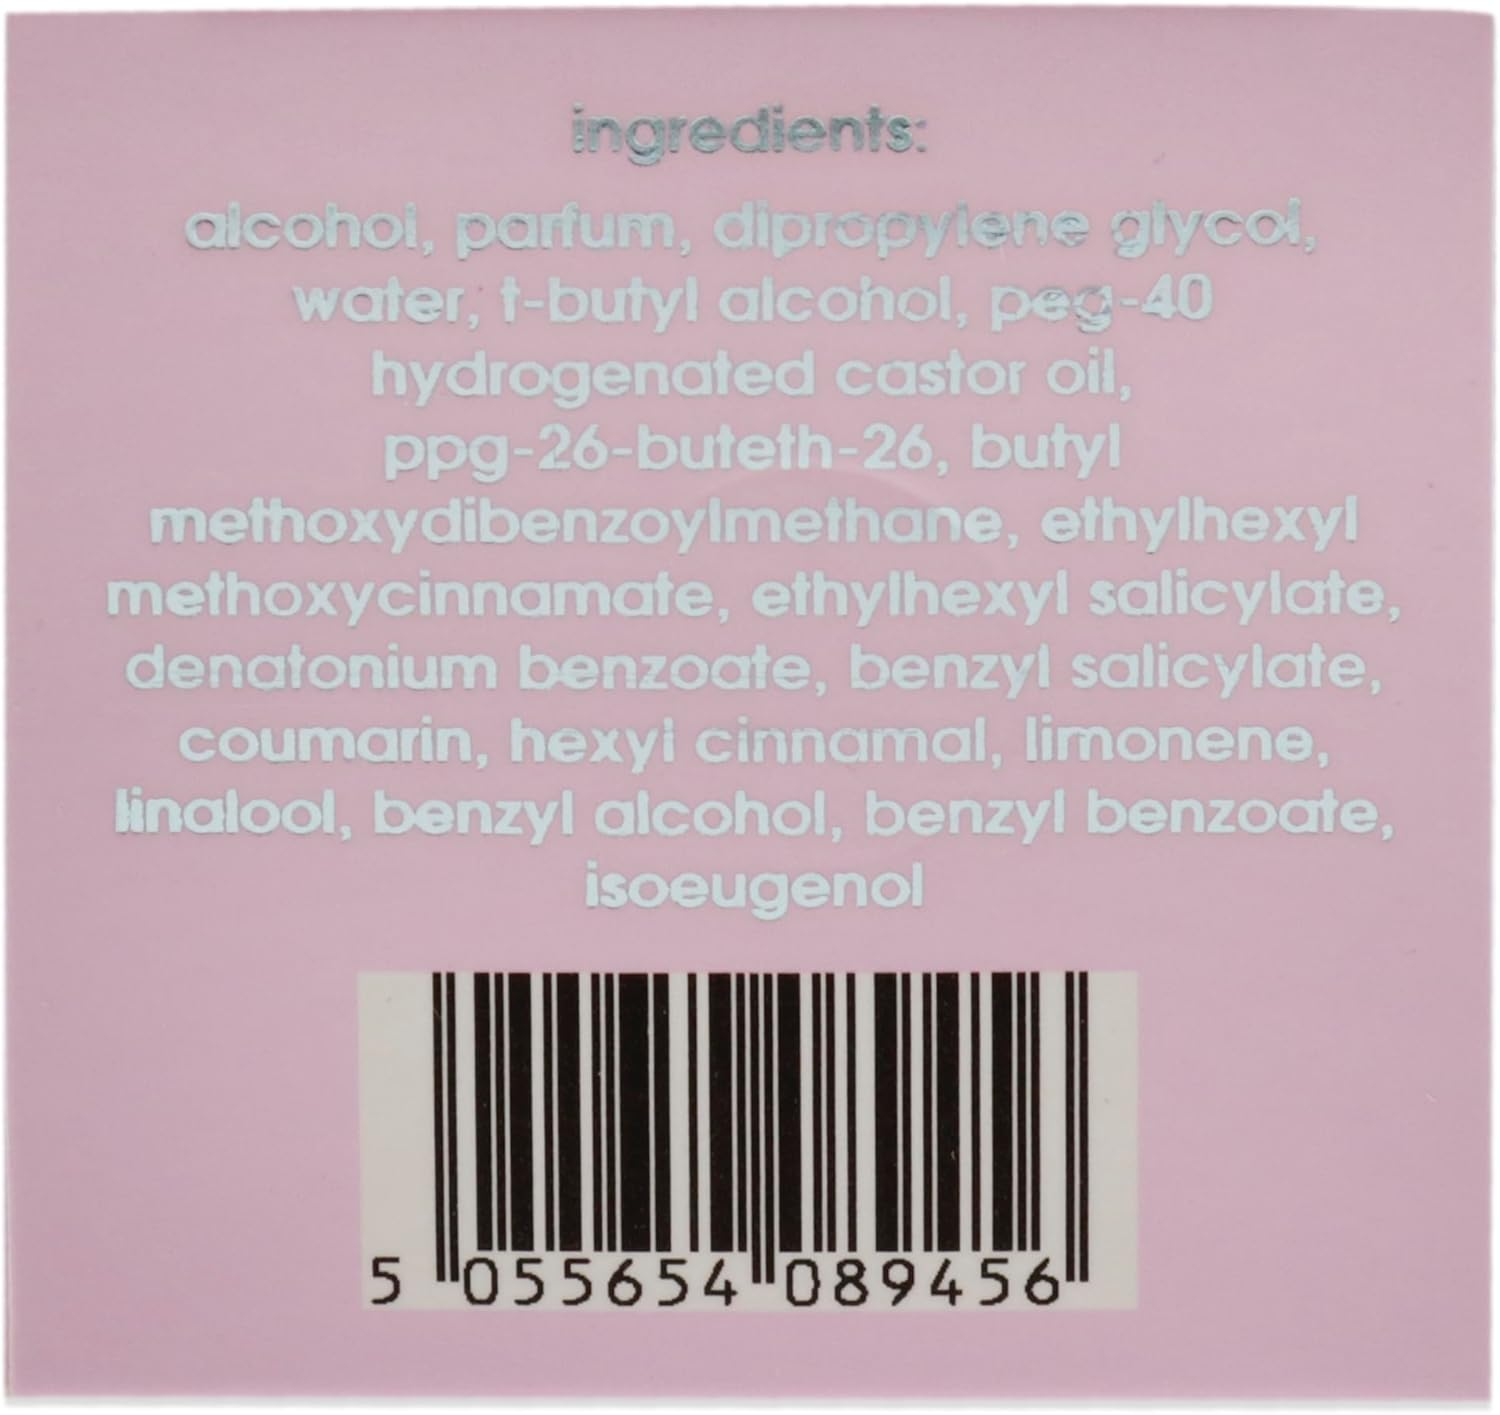 ingredients:
alcohol, parfum, dipropylene glycol,
water, t-butyl alcohol, peg-40
hydrogenated castor oil,
ppg-26-buteth-26, butyl
methoxydibenzoylmethane, ethylhexyl
methoxycinnamate, ethylhexyl salicylate,
denatonium benzoate, benzyl salicylate,
coumarin, hexyl cinnamal, limonene,
linalool, benzyl alcohol, benzyl benzoate,
isoeugenol
5 055654 089456